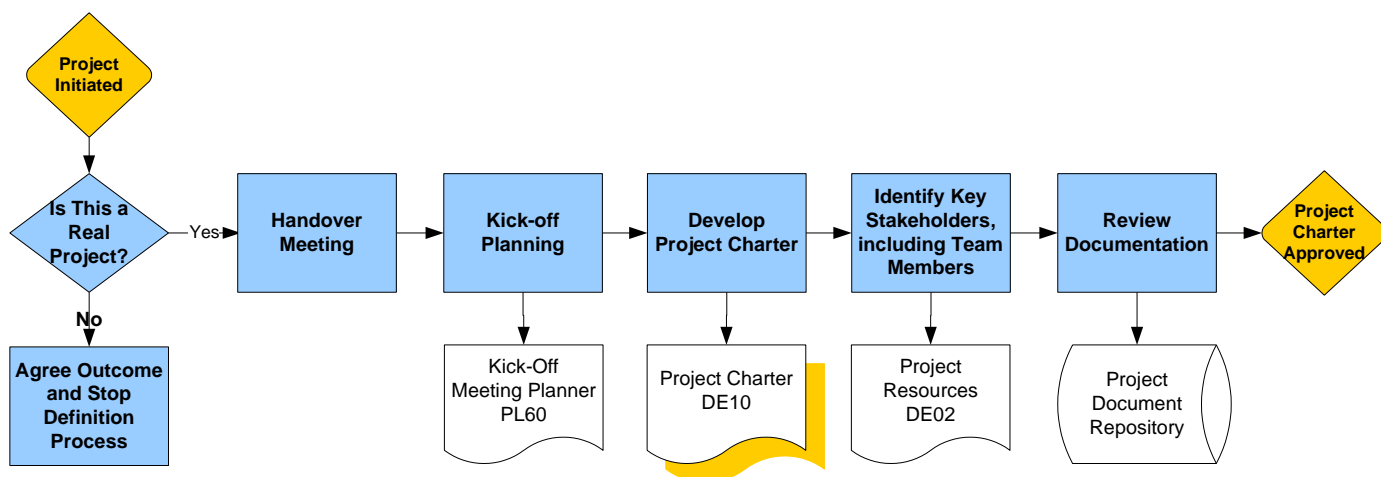 Project
Initiated
Is This a
Real
Project?
Yes
No
Agree Outcome
and Stop
Definition
Process
Handover
Meeting
Kick-off
Planning
Develop
Project Charter
Identify Key
Stakeholders,
including Team
Members
Review
Documentation
Project
Charter
Approved
Kick-Off
Meeting Planner
PL60
Project Charter
DE10
Project
Resources
DE02
Project
Document
Repository